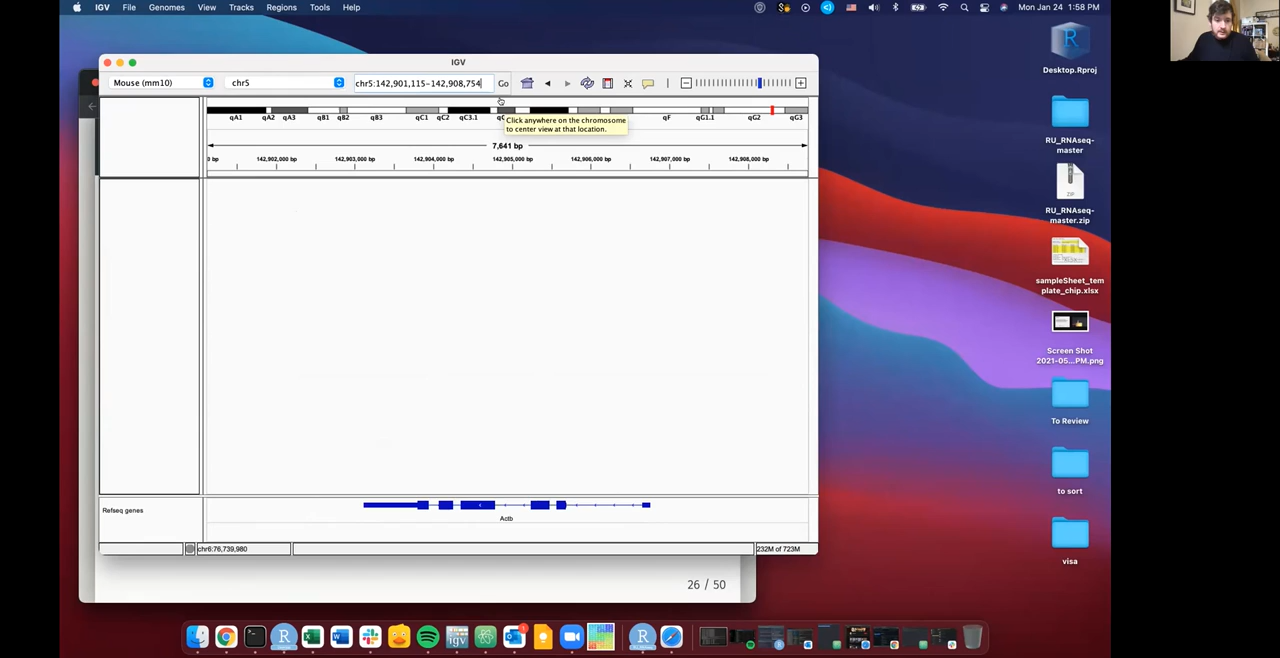 IGV File Genomes View Tracks Regions Tools Help
Mon Jan 24 1:58 PM
IGV
Mouse (mm10) chr5 chr5:142,901,115-142,908,754 Go
qA1 qA2 qA3 qB1 qB2 qB3 qC1 qC2 qC3.1 qF qG1.1 qG2 qG3
Click anywhere on the chromosome
to center view at that location.
7,641 bp
0 bp 142,902,000 bp 142,903,000 bp 142,904,000 bp 142,905,000 bp 142,906,000 bp 142,907,000 bp 142,908,000 bp
Refseq genes
Actb
chr6:76,739,980
232M of 723M
26 / 50
Desktop.Rproj
RU_RNAseq-
master
ZIP
RU_RNAseq-
master.zip
sampleSheet_tem
plate_chip.xlsx
Screen Shot
2021-05...PM.png
To Review
to sort
visa